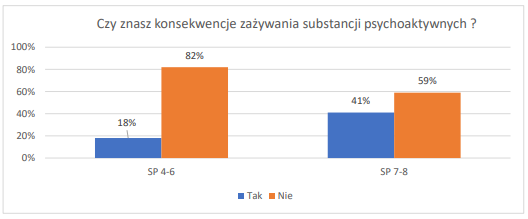 Czy znasz konsekwencje zażywania substancji psychoaktywnych ?
100%
80%
60%
40%
20%
0%
18%
82%
41%
59%
SP 4-6
SP 7-8
Tak Nie